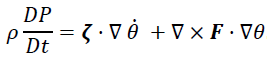 ρ DP/Dt = ζ · ∇ θ̇ + ∇ × F · ∇θ